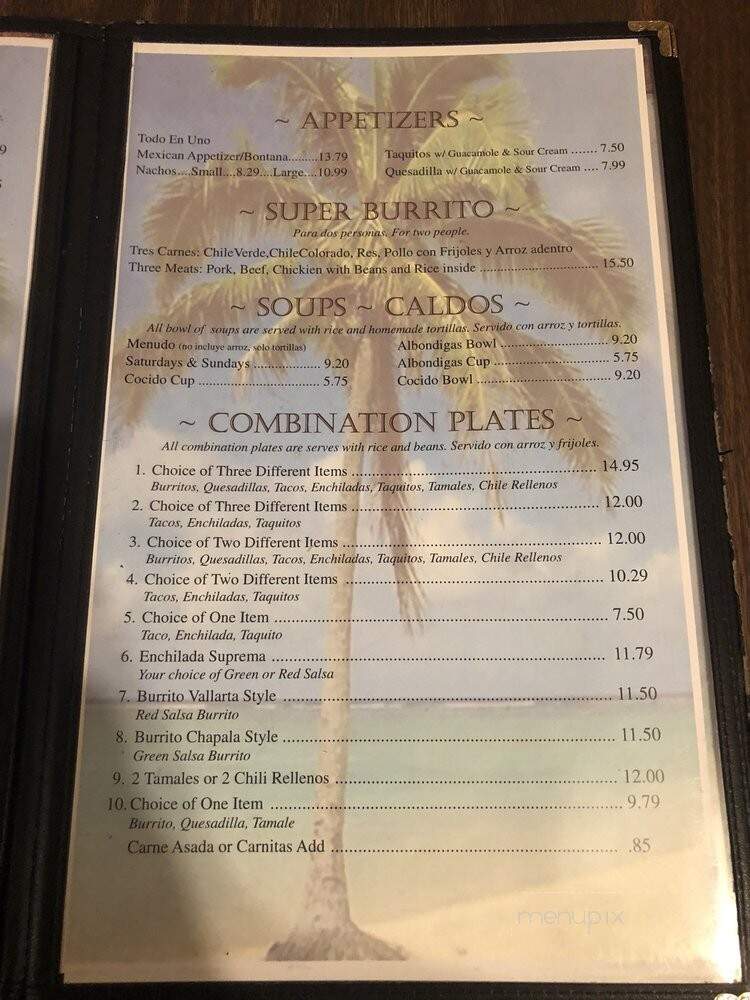 ~ APPETIZERS ~
Todo En Uno
Mexican Appetizer/Bontana.........13.79
Nachos....Small....8.29....Large....10.99
Taquitos w/ Guacamole & Sour Cream ....... 7.50
Quesadilla w/ Guacamole & Sour Cream .... 7.99
~ SUPER BURRITO ~
Para dos personas. For two people.
Tres Carnes: ChileVerde,ChileColorado, Res, Pollo con Frijoles y Arroz adentro
Three Meats: Pork, Beef, Chickien with Beans and Rice inside ................................ 15.50
~ SOUPS ~ CALDOS ~
All bowl of soups are served with rice and homemade tortillas. Servido con arroz y tortillas.
Menudo (no incluye arroz, solo tortillas)
Saturdays & Sundays .................. 9.20
Cocido Cup ................................. 5.75
Albondigas Bowl ............................. 9.20
Albondigas Cup .............................. 5.75
Cocido Bowl .................................... 9.20
~ COMBINATION PLATES ~
All combination plates are serves with rice and beans. Servido con arroz y frijoles.
1. Choice of Three Different Items ............................................................ 14.95
Burritos, Quesadillas, Tacos, Enchiladas, Taquitos, Tamales, Chile Rellenos
2. Choice of Three Different Items ............................................................ 12.00
Tacos, Enchiladas, Taquitos
3. Choice of Two Different Items ............................................................... 12.00
Burritos, Quesadillas, Tacos, Enchiladas, Taquitos, Tamales, Chile Rellenos
4. Choice of Two Different Items ............................................................... 10.29
Tacos, Enchiladas, Taquitos
5. Choice of One Item ................................................................................. 7.50
Taco, Enchilada, Taquito
6. Enchilada Suprema ................................................................................. 11.79
Your choice of Green or Red Salsa
7. Burrito Vallarta Style ................................................................................ 11.50
Red Salsa Burrito
8. Burrito Chapala Style ................................................................................ 11.50
Green Salsa Burrito
9. 2 Tamales or 2 Chili Rellenos .................................................................... 12.00
10. Choice of One Item ................................................................................... 9.79
Burrito, Quesadilla, Tamale
Carne Asada or Carnitas Add ...................................................................... .85
menupix